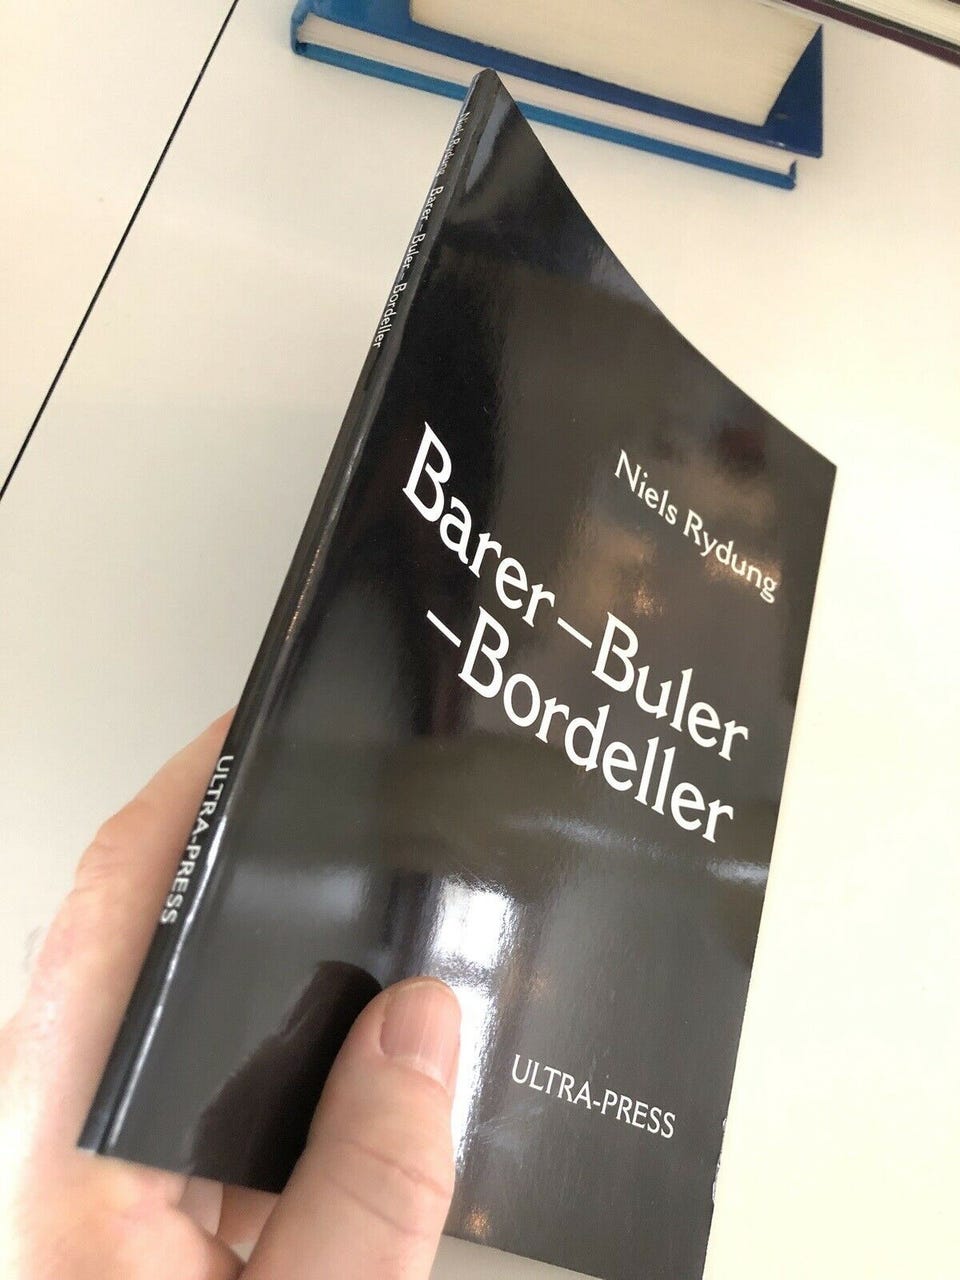 Niels Rydung
Barer – Buler
– Bordeller
ULTRA-PRESS
Niels Rydung Barer – Buler – Bordeller
ULTRA-PRESS